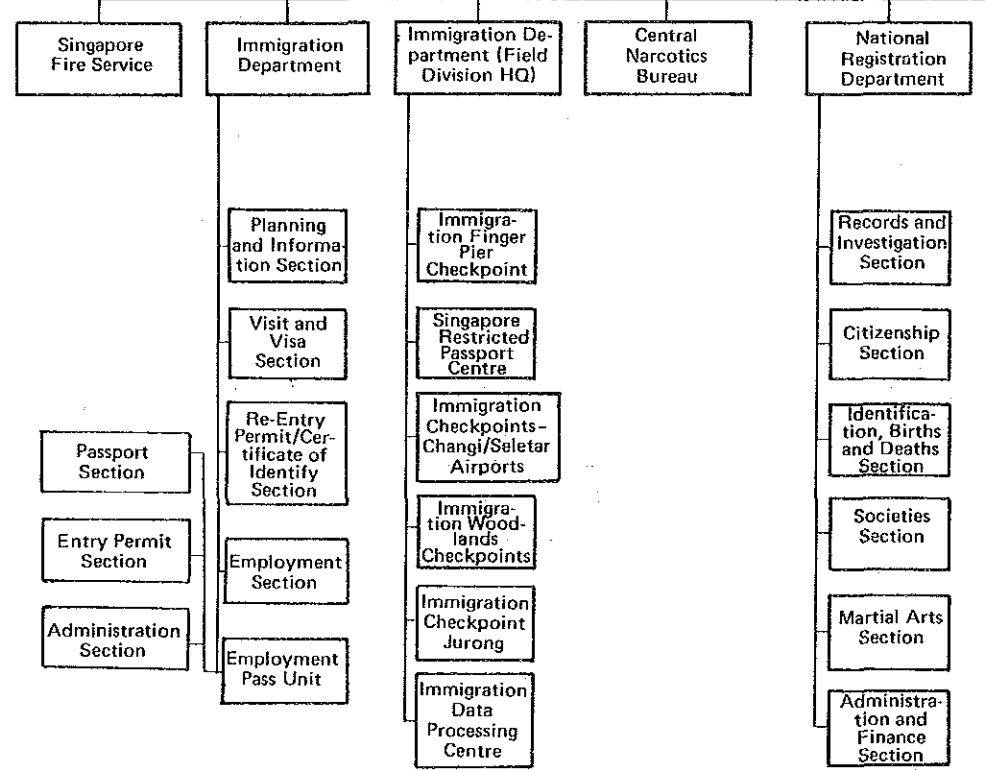 Singapore
Fire Service
Immigration
Department
Immigration De-
partment (Field
Division HQ)
Central
Narcotics
Bureau
National
Registration
Department
Planning
and Informa-
tion Section
Visit and
Visa
Section
Re-Entry
Permit/Cer-
tificate of
Identify
Section
Employment
Section
Employment
Pass Unit
Passport
Section
Entry Permit
Section
Administration
Section
Immigra-
tion Finger
Pier
Checkpoint
Singapore
Restricted
Passport
Centre
Immigration
Checkpoints-
Changi/Seletar
Airports
Immigra-
tion Wood-
lands
Checkpoints
Immigration
Checkpoint
Jurong
Immigration
Data
Processing
Centre
Records and
Investigation
Section
Citizenship
Section
Identifica-
tion, Births
and Deaths
Section
Societies
Section
Martial Arts
Section
Administra-
tion and
Finance
Section